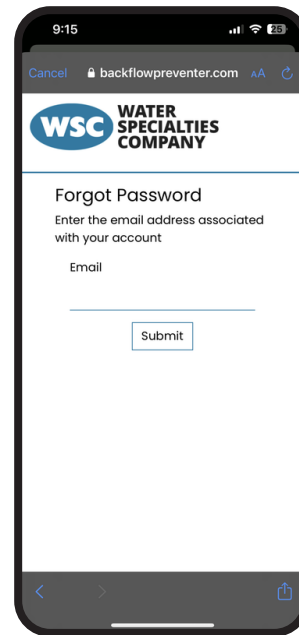 9:15
25
Cancel backflowpreventer.com AA
WSC
WATER
SPECIALTIES
COMPANY
Forgot Password
Enter the email address associated
with your account
Email
Submit